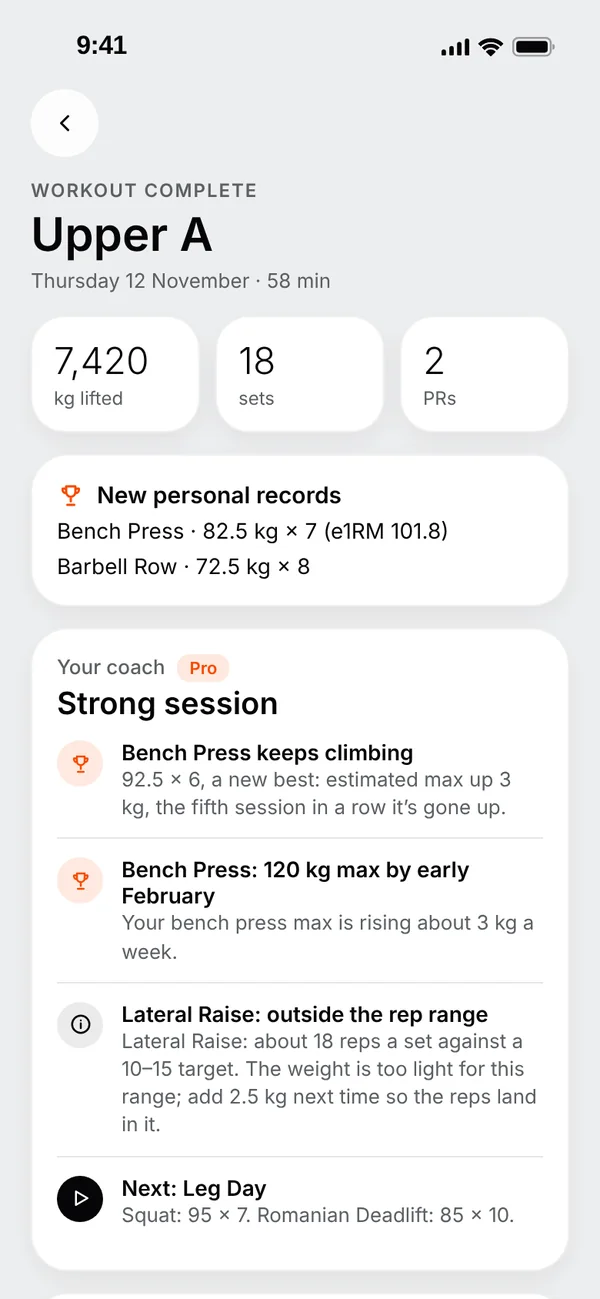 9:41
WORKOUT COMPLETE
Upper A
Thursday 12 November · 58 min
7,420
kg lifted
18
sets
2
PRs
New personal records
Bench Press · 82.5 kg × 7 (e1RM 101.8)
Barbell Row · 72.5 kg × 8
Your coach Pro
Strong session
Bench Press keeps climbing
92.5 × 6, a new best: estimated max up 3
kg, the fifth session in a row it’s gone up.
Bench Press: 120 kg max by early
February
Your bench press max is rising about 3 kg a
week.
Lateral Raise: outside the rep range
Lateral Raise: about 18 reps a set against a
10–15 target. The weight is too light for this
range; add 2.5 kg next time so the reps land
in it.
Next: Leg Day
Squat: 95 × 7. Romanian Deadlift: 85 × 10.